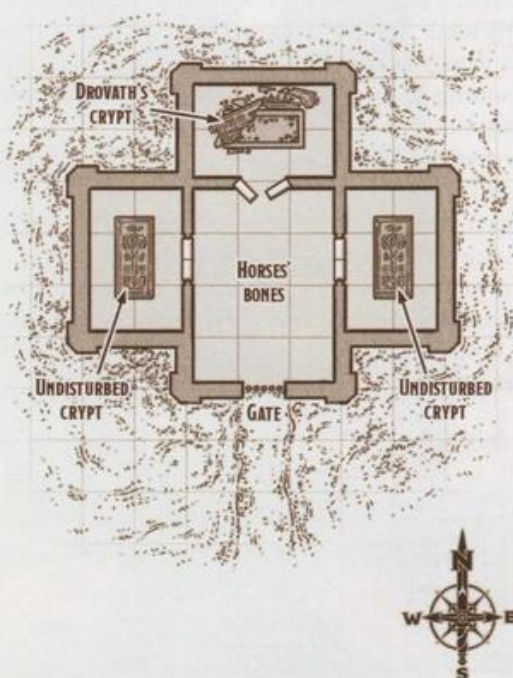 DROVATH'S
CRYPT
HORSES'
BONES
UNDISTURBED
CRYPT
GATE
UNDISTURBED
CRYPT
N
W
E
S